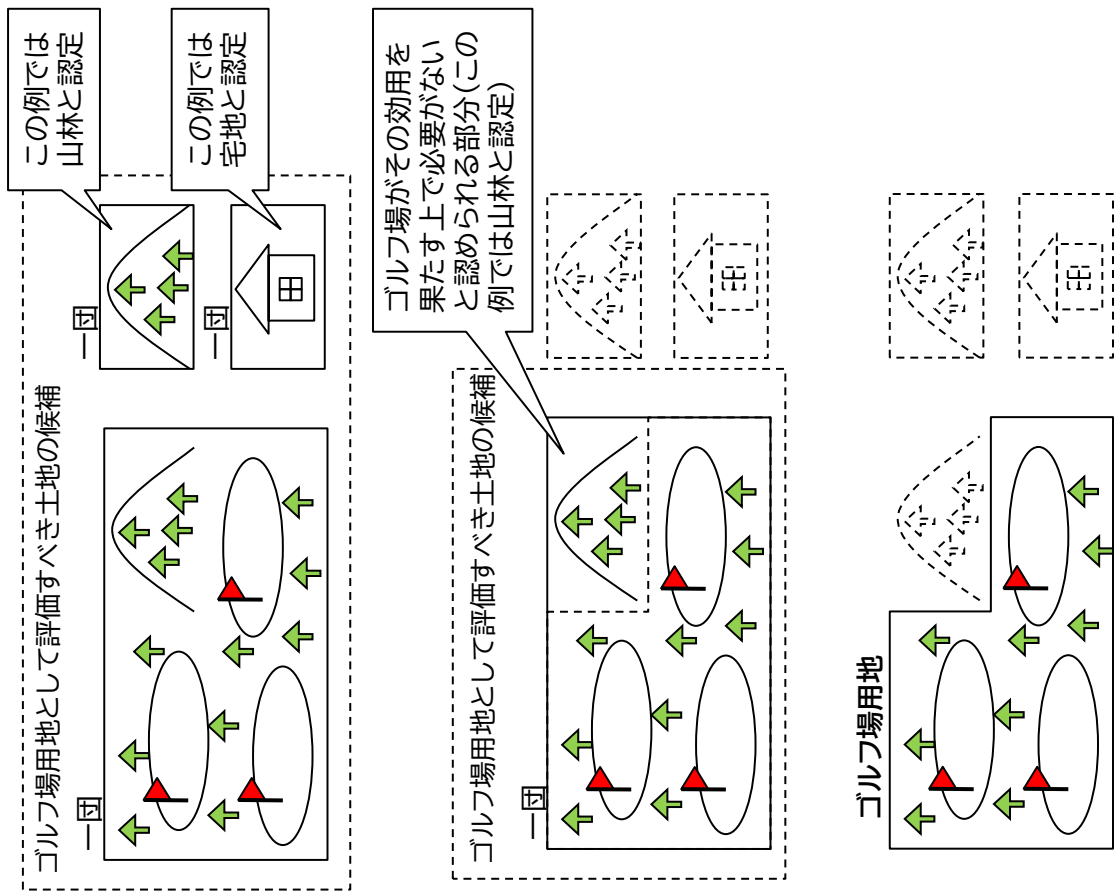 ゴルフ場用地として評価すべき土地の候補
一団
一団
一団
この例では
山林と認定
この例では
宅地と認定
ゴルフ場用地として評価すべき土地の候補
一団
ゴルフ場がその効用を
果たす上で必要がない
と認められる部分(この
例では山林と認定)
ゴルフ場用地